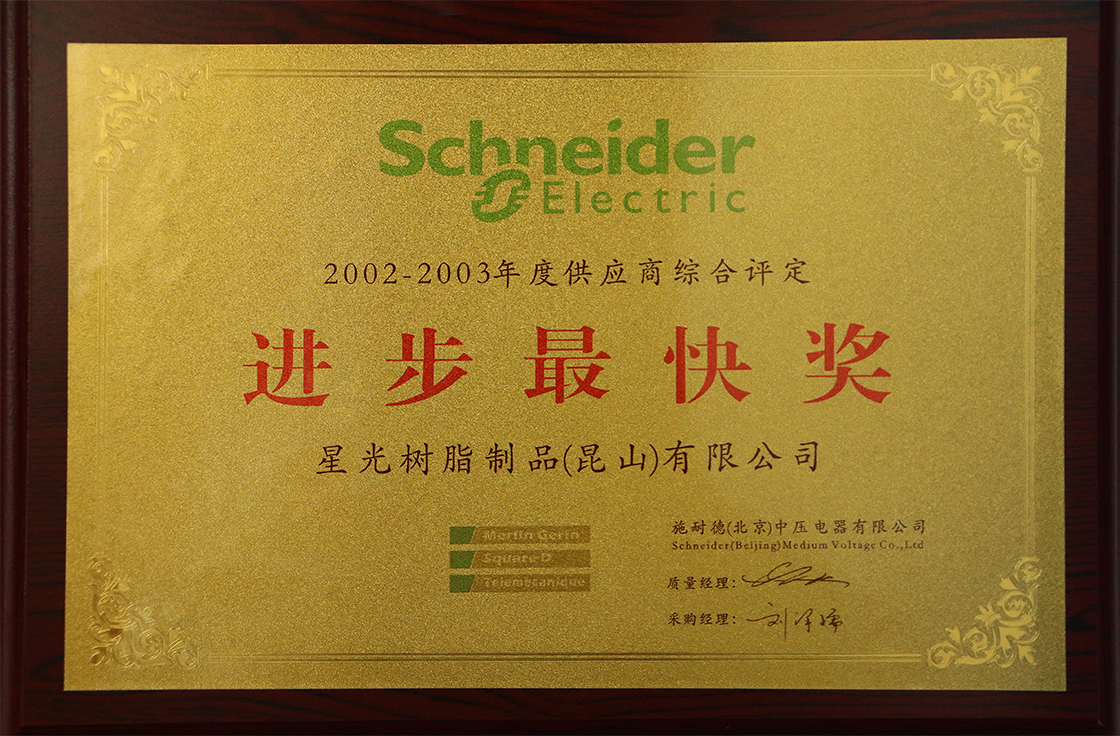 Schneider
Electric
2002-2003年度供应商综合评定
进步最快奖
星光树脂制品(昆山)有限公司
Merlin Gerin
Square D
Telemecanique
施耐德(北京)中压电器有限公司
Schneider(Beijing)Medium Voltage Co.,Ltd
质量经理：
采购经理：